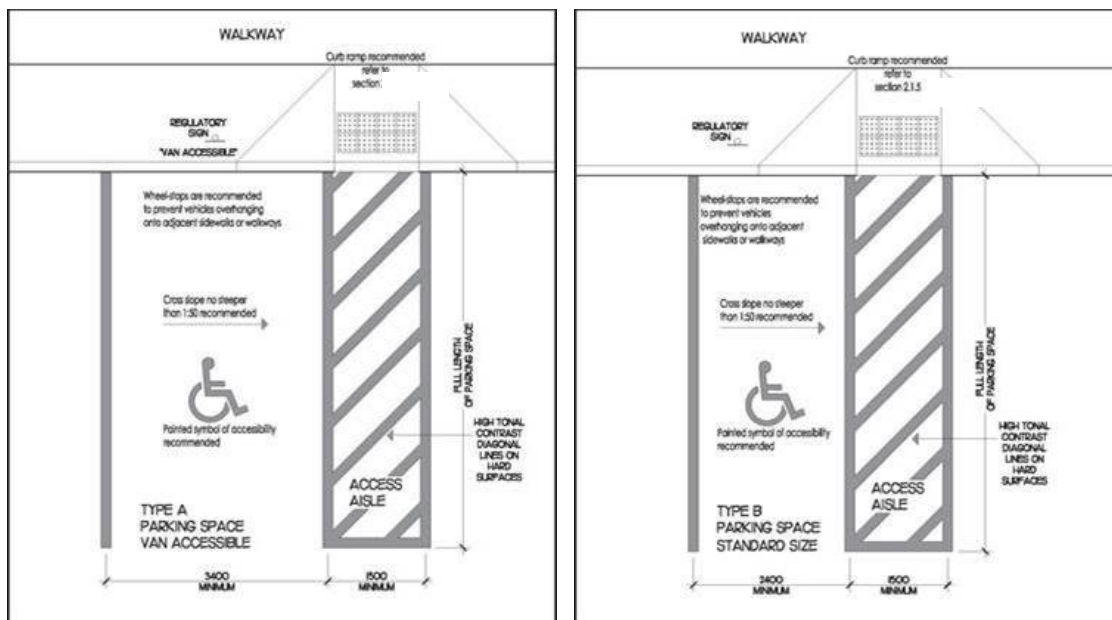 WALKWAY
Curb ramp recommended
refer to
section
REGULATORY
SIGN
"VAN ACCESSIBLE"
Wheel-stops are recommended
to prevent vehicles overhanging
onto adjacent sidewalks or walkways
Cross slope no steeper
than 1:50 recommended
Painted symbol of accessibility
recommended
FULL LENGTH
OF PARKING SPACE
HIGH TONAL
CONTRAST
DIAGONAL
LINES ON
HARD
SURFACES
ACCESS
AISLE
TYPE A
PARKING SPACE
VAN ACCESSIBLE
3400
MINIMUM
1500
MINIMUM
WALKWAY
Curb ramp recommended
refer to
section 2.1.5
REGULATORY
SIGN
Wheel-stops are recommended
to prevent vehicles
overhanging onto adjacent
sidewalks or walkways
Cross slope no steeper
than 1:50 recommended
Painted symbol of accessibility
recommended
FULL LENGTH
OF PARKING SPACE
HIGH TONAL
CONTRAST
DIAGONAL
LINES ON
HARD
SURFACES
ACCESS
AISLE
TYPE B
PARKING SPACE
STANDARD SIZE
2400
MINIMUM
1500
MINIMUM